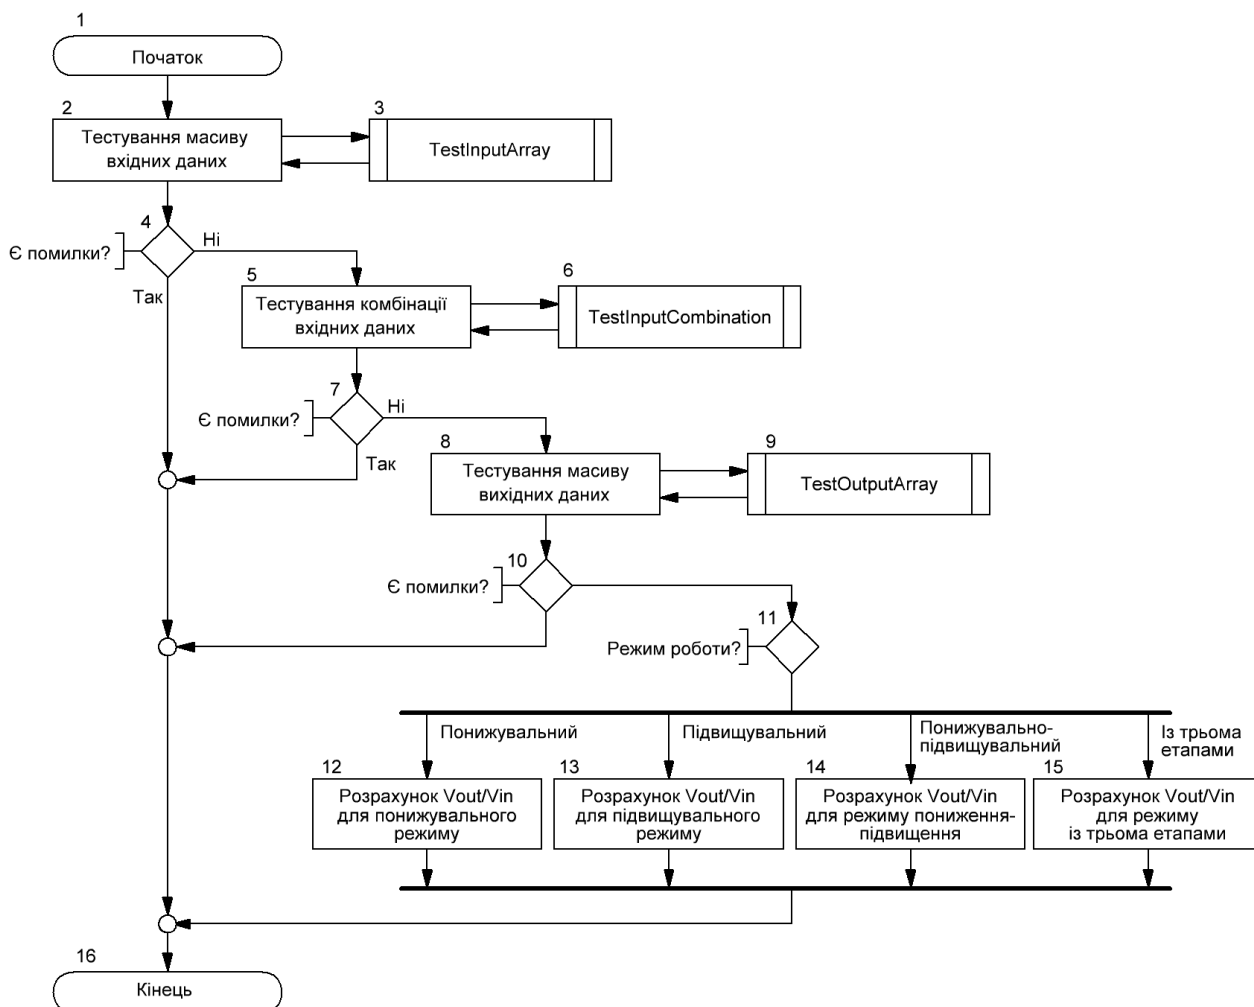 1
Початок
2
Тестування масиву
вхідних даних
3
TestInputArray
4
Є помилки?
Ні
Так
5
Тестування комбінації
вхідних даних
6
TestInputCombination
7
Є помилки?
Ні
Так
8
Тестування масиву
вихідних даних
9
TestOutputArray
10
Є помилки?
11
Режим роботи?
Понижувальний
Підвищувальний
Понижувально-
підвищувальний
Із трьома
етапами
12
Розрахунок Vout/Vin
для понижувального
режиму
13
Розрахунок Vout/Vin
для підвищувального
режиму
14
Розрахунок Vout/Vin
для режиму пониження-
підвищення
15
Розрахунок Vout/Vin
для режиму
із трьома етапами
16
Кінець